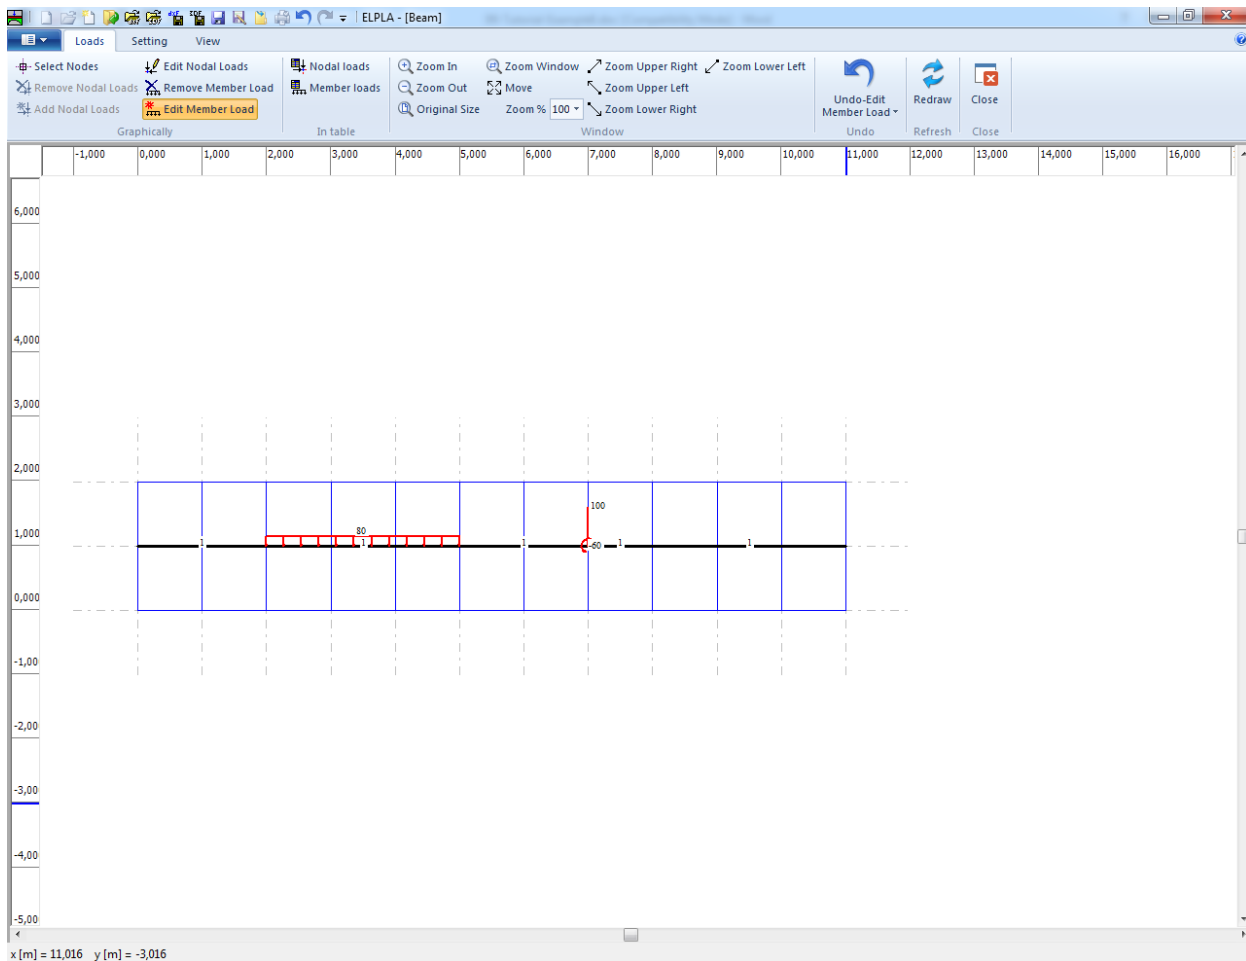 ELPLA - [Beam]
Loads Setting View
Select Nodes Edit Nodal Loads Nodal loads Zoom In Zoom Window Zoom Upper Right Zoom Lower Left
Remove Nodal Loads Remove Member Load Member loads Zoom Out Move Zoom Upper Left
Add Nodal Loads Edit Member Load Original Size Zoom % 100 Zoom Lower Right
Undo-Edit Member Load Redraw Close
Graphically In table Window Undo Refresh Close
-1,000 0,000 1,000 2,000 3,000 4,000 5,000 6,000 7,000 8,000 9,000 10,000 11,000 12,000 13,000 14,000 15,000 16,000
6,000
5,000
4,000
3,000
2,000
100
1,000
80
1 1 1 -60 1 1
0,000
-1,00
-2,00
-3,00
-4,00
-5,00
x [m] = 11,016 y [m] = -3,016